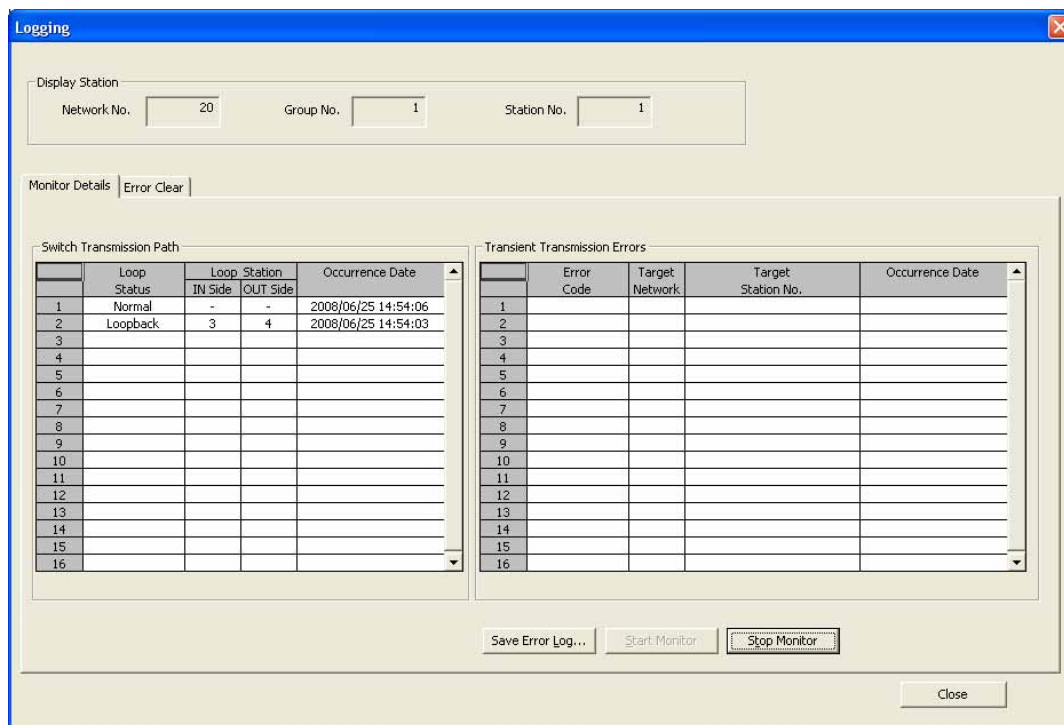 Logging
Display Station
Network No. 20 Group No. 1 Station No. 1
Monitor Details Error Clear
Switch Transmission Path
Loop Status Loop Station IN Side OUT Side Occurrence Date
1 Normal - - 2008/06/25 14:54:06
2 Loopback 3 4 2008/06/25 14:54:03
3
4
5
6
7
8
9
10
11
12
13
14
15
16
Transient Transmission Errors
Error Code Target Network Target Station No. Occurrence Date
1
2
3
4
5
6
7
8
9
10
11
12
13
14
15
16
Save Error Log... Start Monitor Stop Monitor
Close